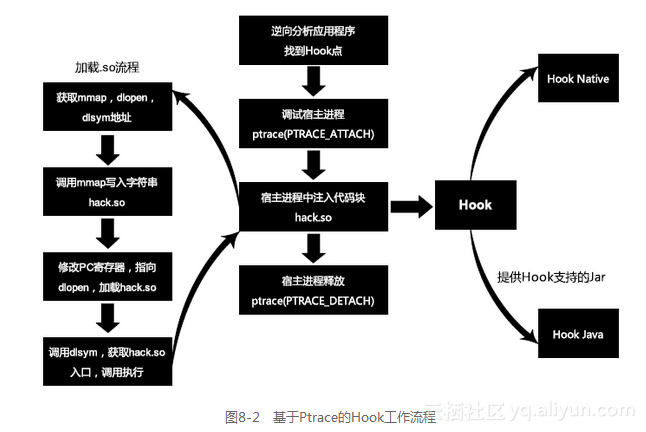 加载.so流程
获取mmap，dlopen，
dlsym地址
调用mmap写入字符串
hack.so
修改PC寄存器，指向
dlopen，加载hack.so
调用dlsym，获取hack.so
入口，调用执行
逆向分析应用程序
找到Hook点
调试宿主进程
ptrace(PTRACE_ATTACH)
宿主进程中注入代码块
hack.so
宿主进程释放
ptrace(PTRACE_DETACH)
Hook
Hook Native
提供Hook支持的Jar
Hook Java
云栖社区 yq.aliyun.com
图8-2 基于Ptrace的Hook工作流程